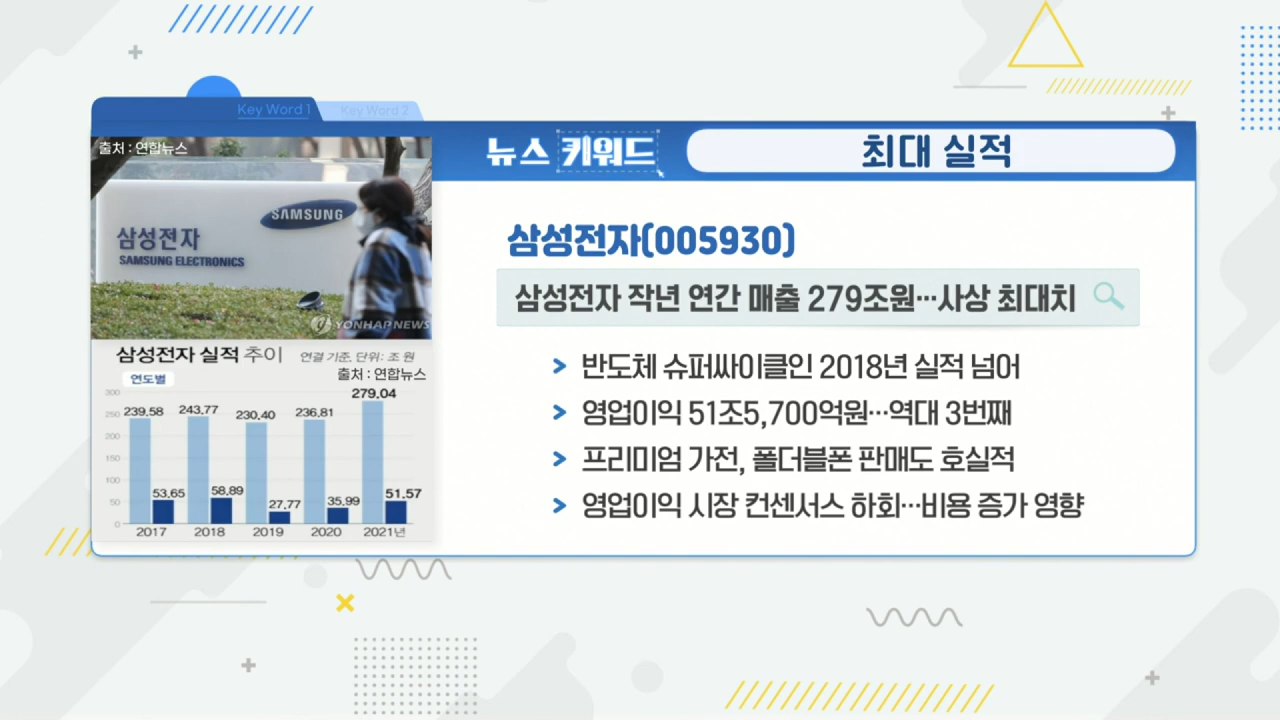 Key Word 1
Key Word 2
출처 : 연합뉴스
SAMSUNG
삼성전자
SAMSUNG ELECTRONICS
YONHAP NEWS
뉴스 키워드
최대 실적
삼성전자(005930)
삼성전자 작년 연간 매출 279조원…사상 최대치
> 반도체 슈퍼싸이클인 2018년 실적 넘어
> 영업이익 51조5,700억원…역대 3번째
> 프리미엄 가전, 폴더블폰 판매도 호실적
> 영업이익 시장 컨센서스 하회…비용 증가 영향
삼성전자 실적 추이 연결 기준, 단위: 조 원
출처 : 연합뉴스
연도별
300
250
200
150
100
50
0
239.58 243.77 230.40 236.81 279.04
53.65 58.89 27.77 35.99 51.57
2017 2018 2019 2020 2021년